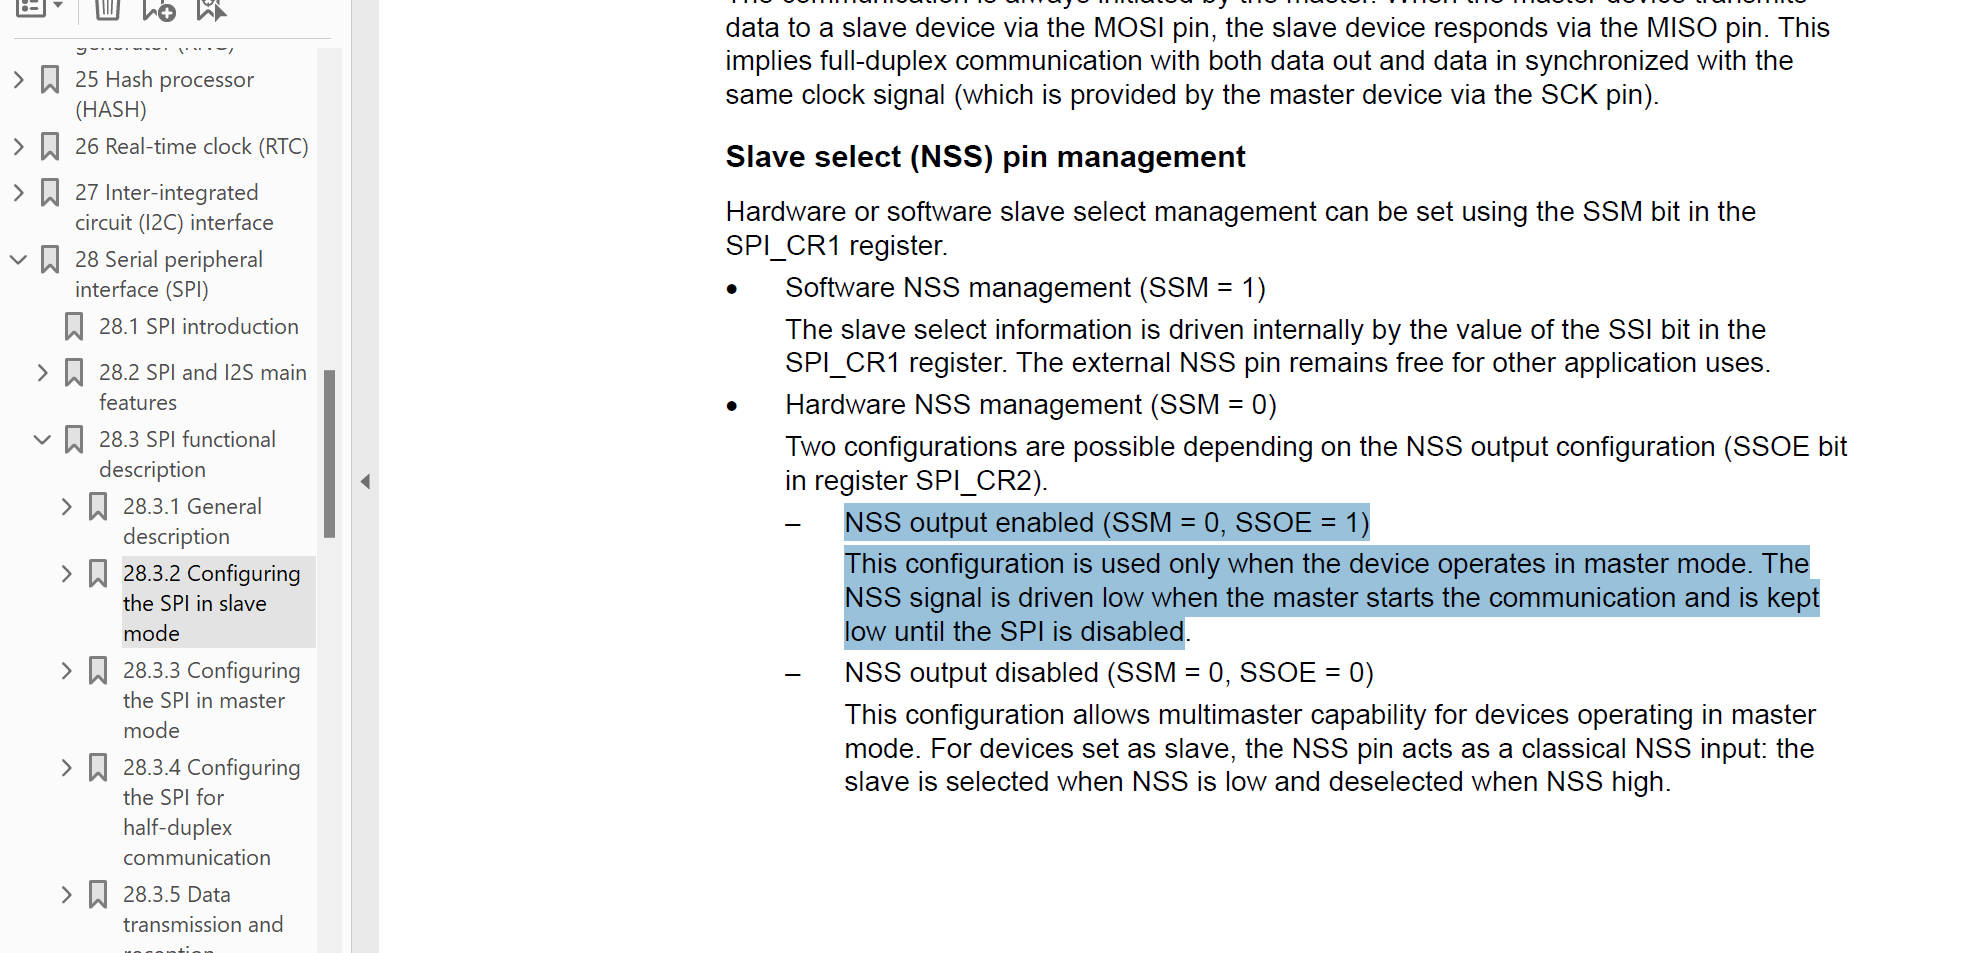 25 Hash processor
(HASH)
26 Real-time clock (RTC)
27 Inter-integrated
circuit (I2C) interface
28 Serial peripheral
interface (SPI)
28.1 SPI introduction
28.2 SPI and I2S main
features
28.3 SPI functional
description
28.3.1 General
description
28.3.2 Configuring
the SPI in slave
mode
28.3.3 Configuring
the SPI in master
mode
28.3.4 Configuring
the SPI for
half-duplex
communication
28.3.5 Data
transmission and
reception
The communication is always initiated by the master. When the master device transmits
data to a slave device via the MOSI pin, the slave device responds via the MISO pin. This
implies full-duplex communication with both data out and data in synchronized with the
same clock signal (which is provided by the master device via the SCK pin).
Slave select (NSS) pin management
Hardware or software slave select management can be set using the SSM bit in the
SPI_CR1 register.
• Software NSS management (SSM = 1)
The slave select information is driven internally by the value of the SSI bit in the
SPI_CR1 register. The external NSS pin remains free for other application uses.
• Hardware NSS management (SSM = 0)
Two configurations are possible depending on the NSS output configuration (SSOE bit
in register SPI_CR2).
– NSS output enabled (SSM = 0, SSOE = 1)
This configuration is used only when the device operates in master mode. The
NSS signal is driven low when the master starts the communication and is kept
low until the SPI is disabled.
– NSS output disabled (SSM = 0, SSOE = 0)
This configuration allows multimaster capability for devices operating in master
mode. For devices set as slave, the NSS pin acts as a classical NSS input: the
slave is selected when NSS is low and deselected when NSS high.